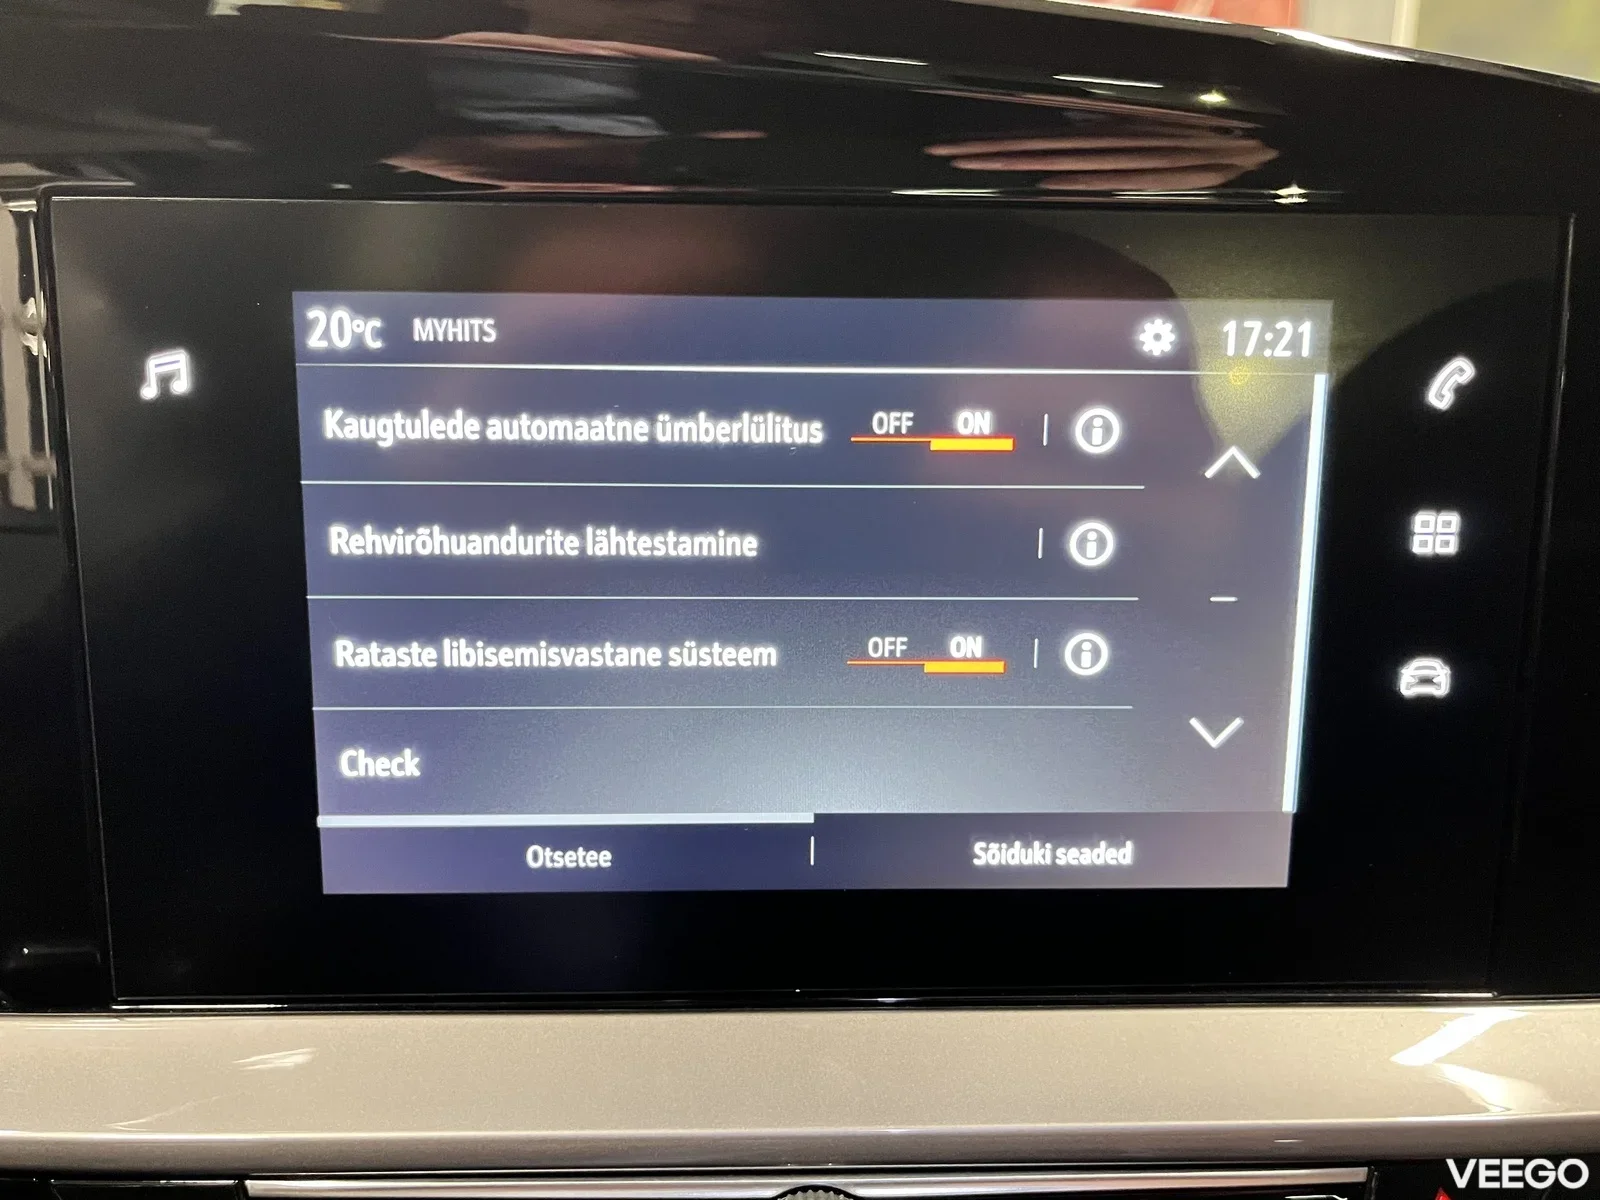 20°C MYHITS 17:21
Kaugtulede automaatne ümberlülitus OFF ON
Rehvirõhuandurite lähtestamine
Rataste libisemisvastane süsteem OFF ON
Check
Otsetee Sõiduki seaded
VEEGO